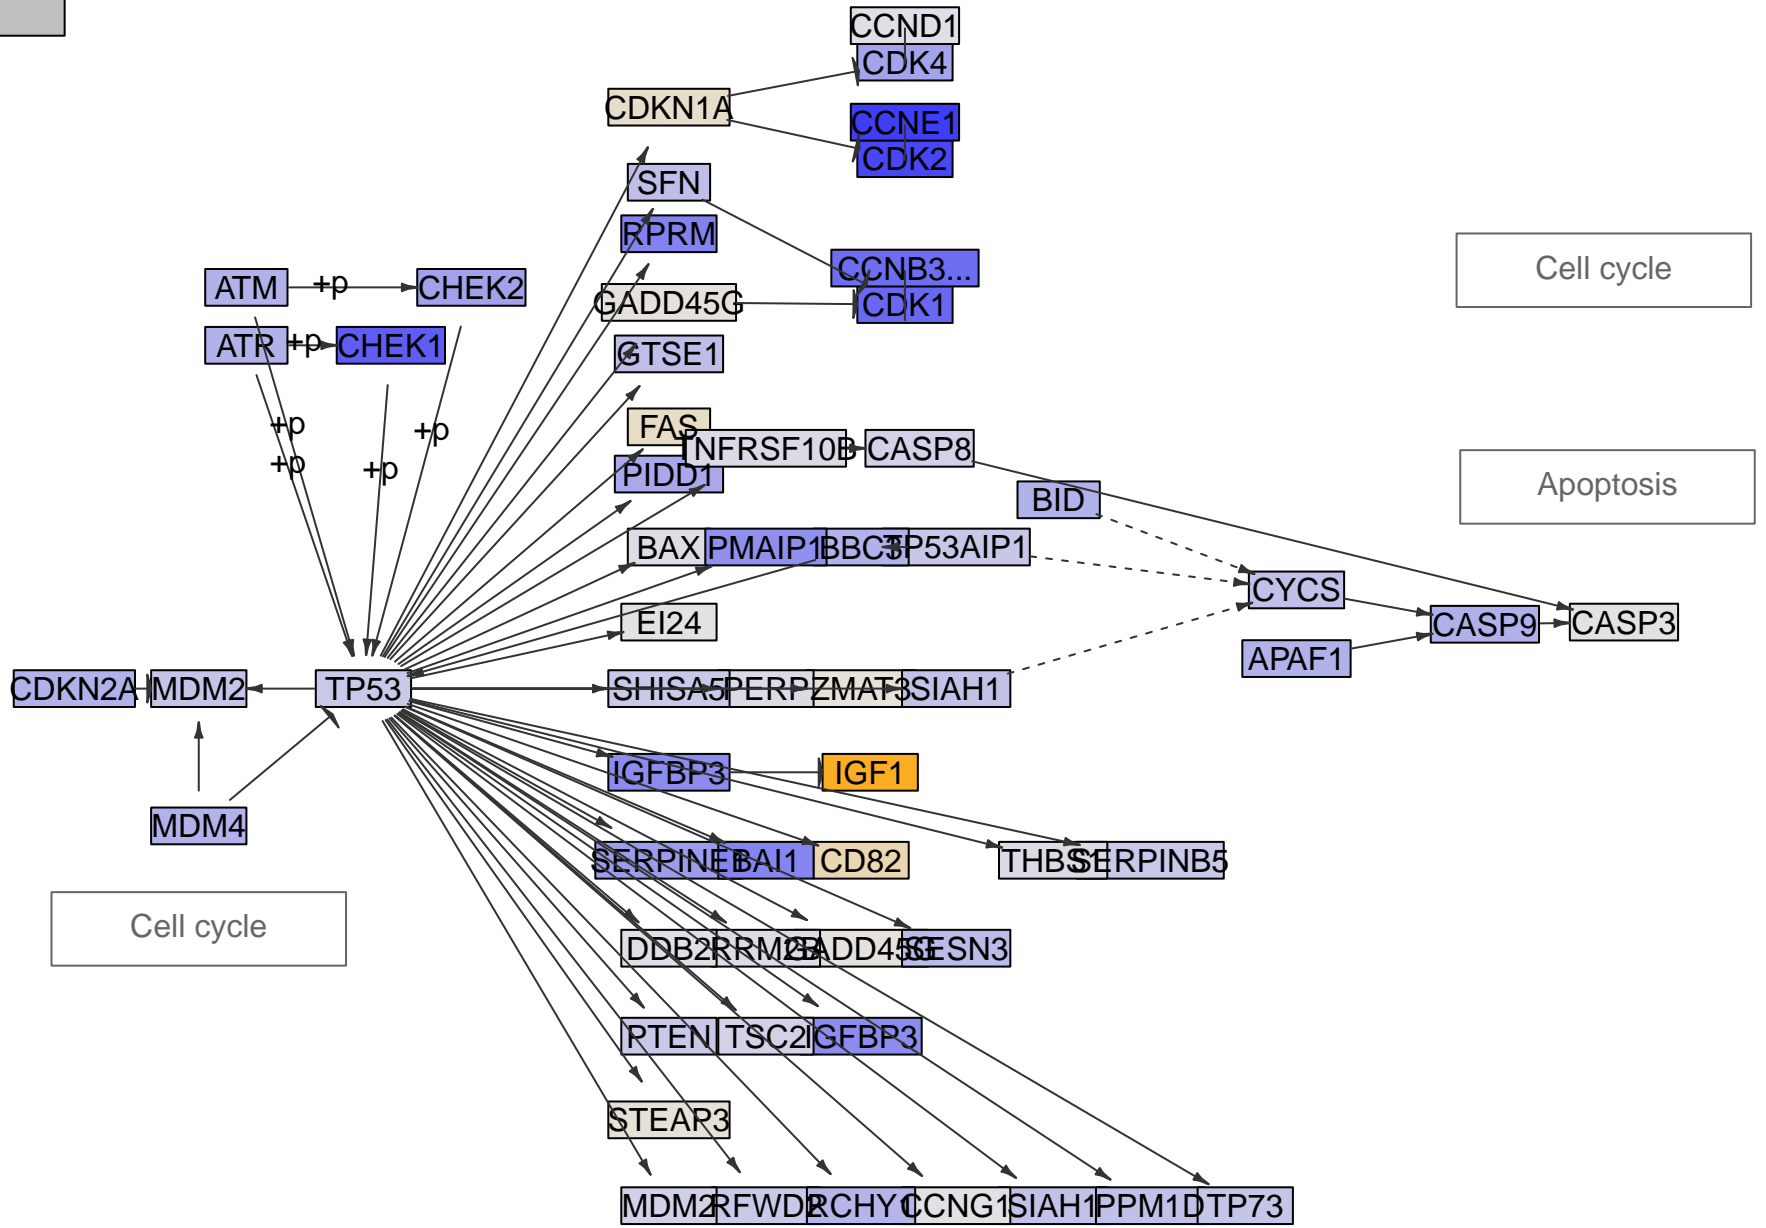 CCND1
CDK4
CDKN1A
CCNE1
CDK2
SFN
RPRM
CCNB3...
Cell cycle
ATM
+p
CHEK2
GADD45G
CDK1
ATR
+p
CHEK1
GTSE1
FAS
+p
+p
TNFRSF10B
CASP8
+p
+p
PIDD1
Apoptosis
BID
BAX
PMAIP1
BBC3
TP53AIP1
CYCS
EI24
CASP9
CASP3
APAF1
CDKN2A
MDM2
TP53
SHISA5
PERP
ZMAT3
SIAH1
IGFBP3
IGF1
MDM4
SERPINE1
BAI1
CD82
THBS1
SERPINB5
Cell cycle
DDB2
RRM2B
GADD45G
SESN3
PTEN
TSC2
IGFBP3
STEAP3
MDM2
RFWD2
RCHY1
CCNG1
SIAH1
PPM1D
TP73